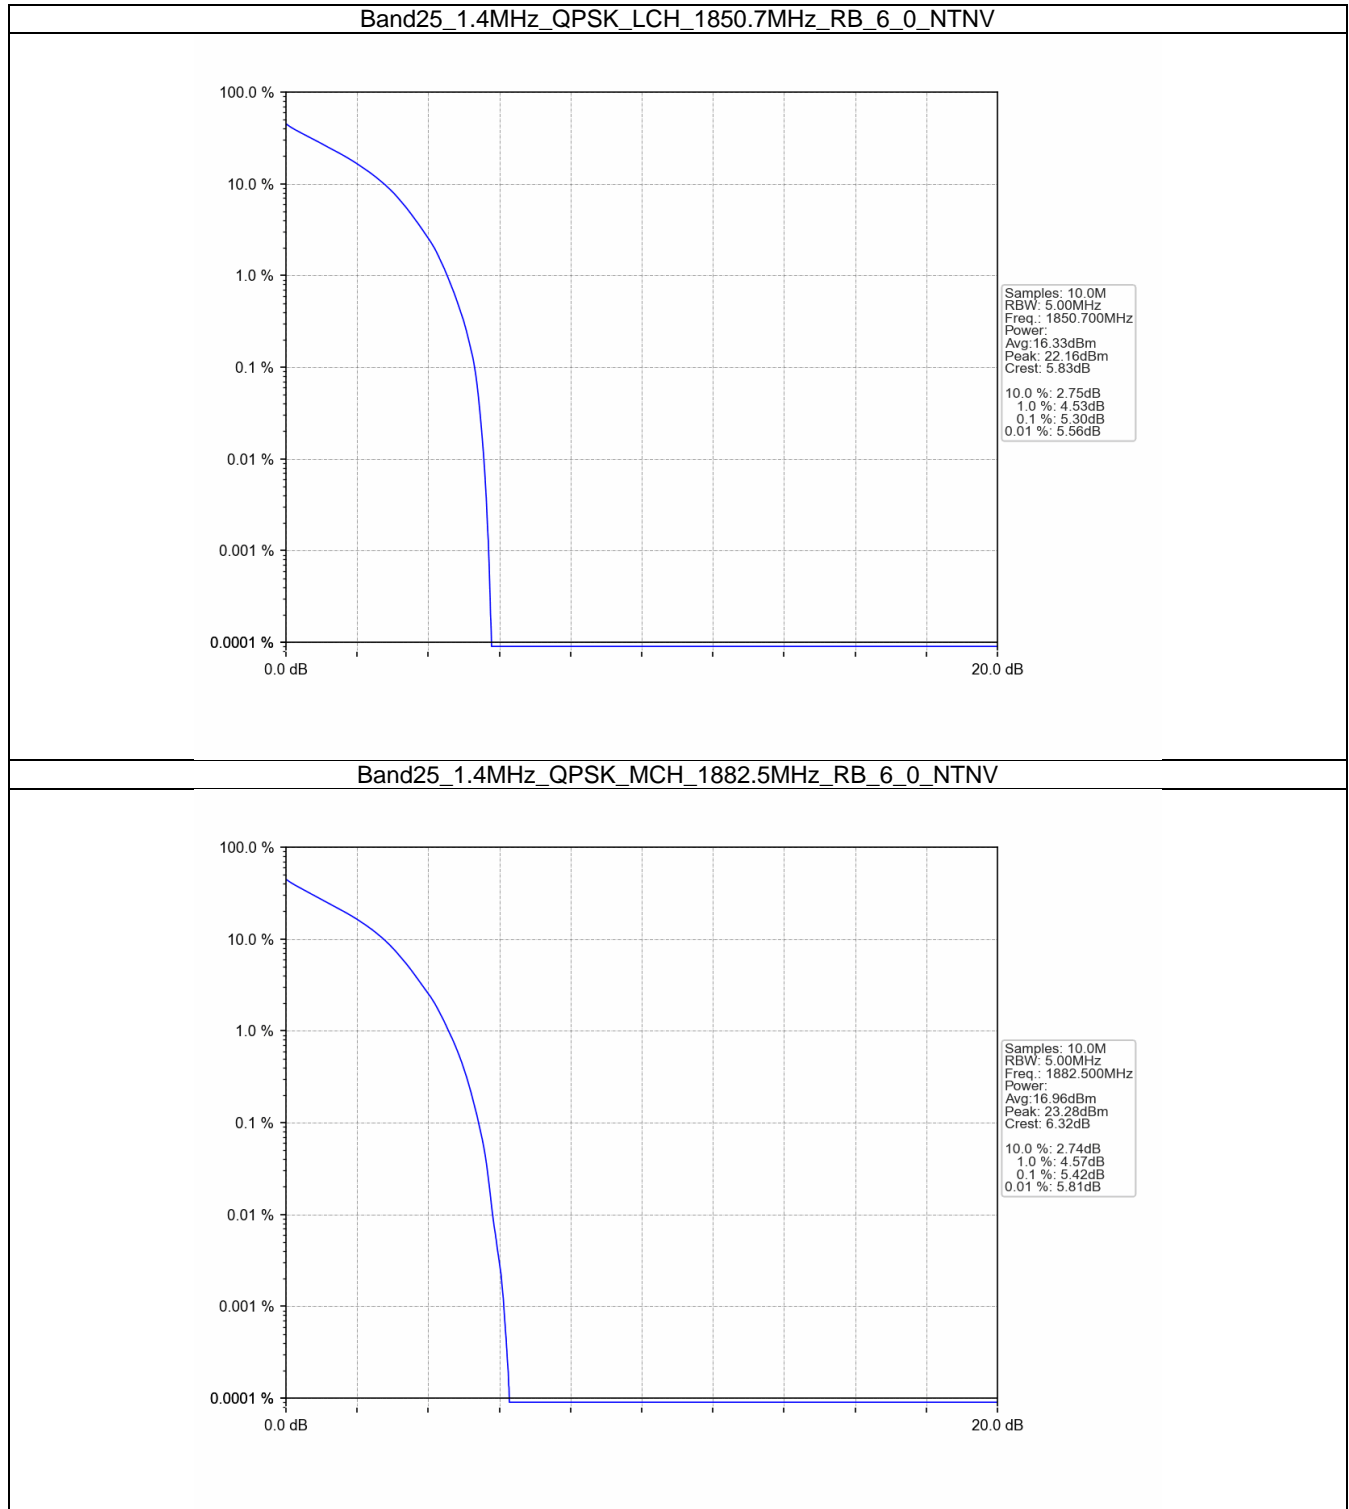 Band25_1.4MHz_QPSK_LCH_1850.7MHz_RB_6_0_NTNV
100.0 %
10.0 %
1.0 %
0.1 %
0.01 %
0.001 %
0.0001 %
0.0 dB
20.0 dB
Samples: 10.0M
RBW: 5.00MHz
Freq.: 1850.700MHz
Power:
Avg:16.33dBm
Peak: 22.16dBm
Crest: 5.83dB
10.0 %: 2.75dB
1.0 %: 4.53dB
0.1 %: 5.30dB
0.01 %: 5.56dB
Band25_1.4MHz_QPSK_MCH_1882.5MHz_RB_6_0_NTNV
100.0 %
10.0 %
1.0 %
0.1 %
0.01 %
0.001 %
0.0001 %
0.0 dB
20.0 dB
Samples: 10.0M
RBW: 5.00MHz
Freq.: 1882.500MHz
Power:
Avg:16.96dBm
Peak: 23.28dBm
Crest: 6.32dB
10.0 %: 2.74dB
1.0 %: 4.57dB
0.1 %: 5.42dB
0.01 %: 5.81dB